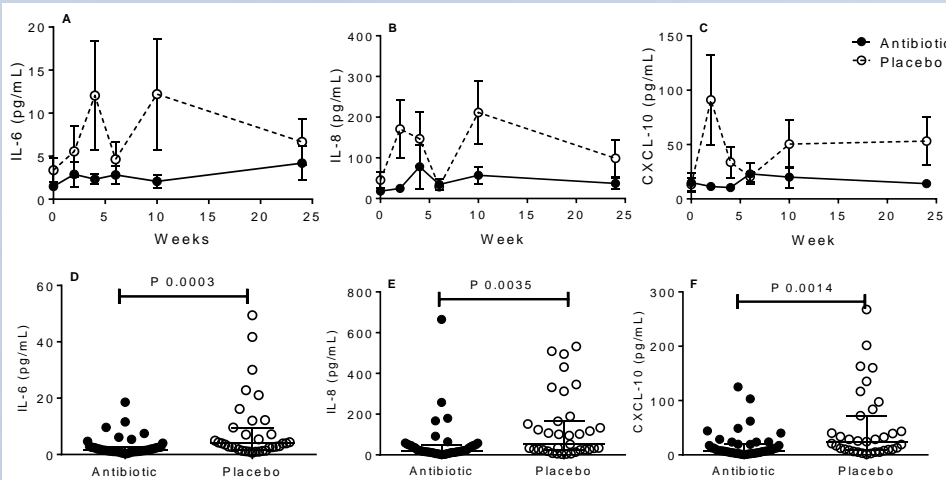 A
IL-6 (pg/mL)
20
15
10
5
0
0 5 10 15 20 25
Weeks
B
IL-8 (pg/mL)
400
300
200
100
0
0 5 10 15 20 25
Week
C
CXCL-10 (pg/mL)
150
100
50
0
0 5 10 15 20 25
Week
Antibiotic
Placebo
D
P 0.0003
IL-6 (pg/mL)
60
40
20
0
Antibiotic Placebo
E
P 0.0035
IL-8 (pg/mL)
800
600
400
200
0
Antibiotic Placebo
F
P 0.0014
CXCL-10 (pg/mL)
300
200
100
0
Antibiotic Placebo